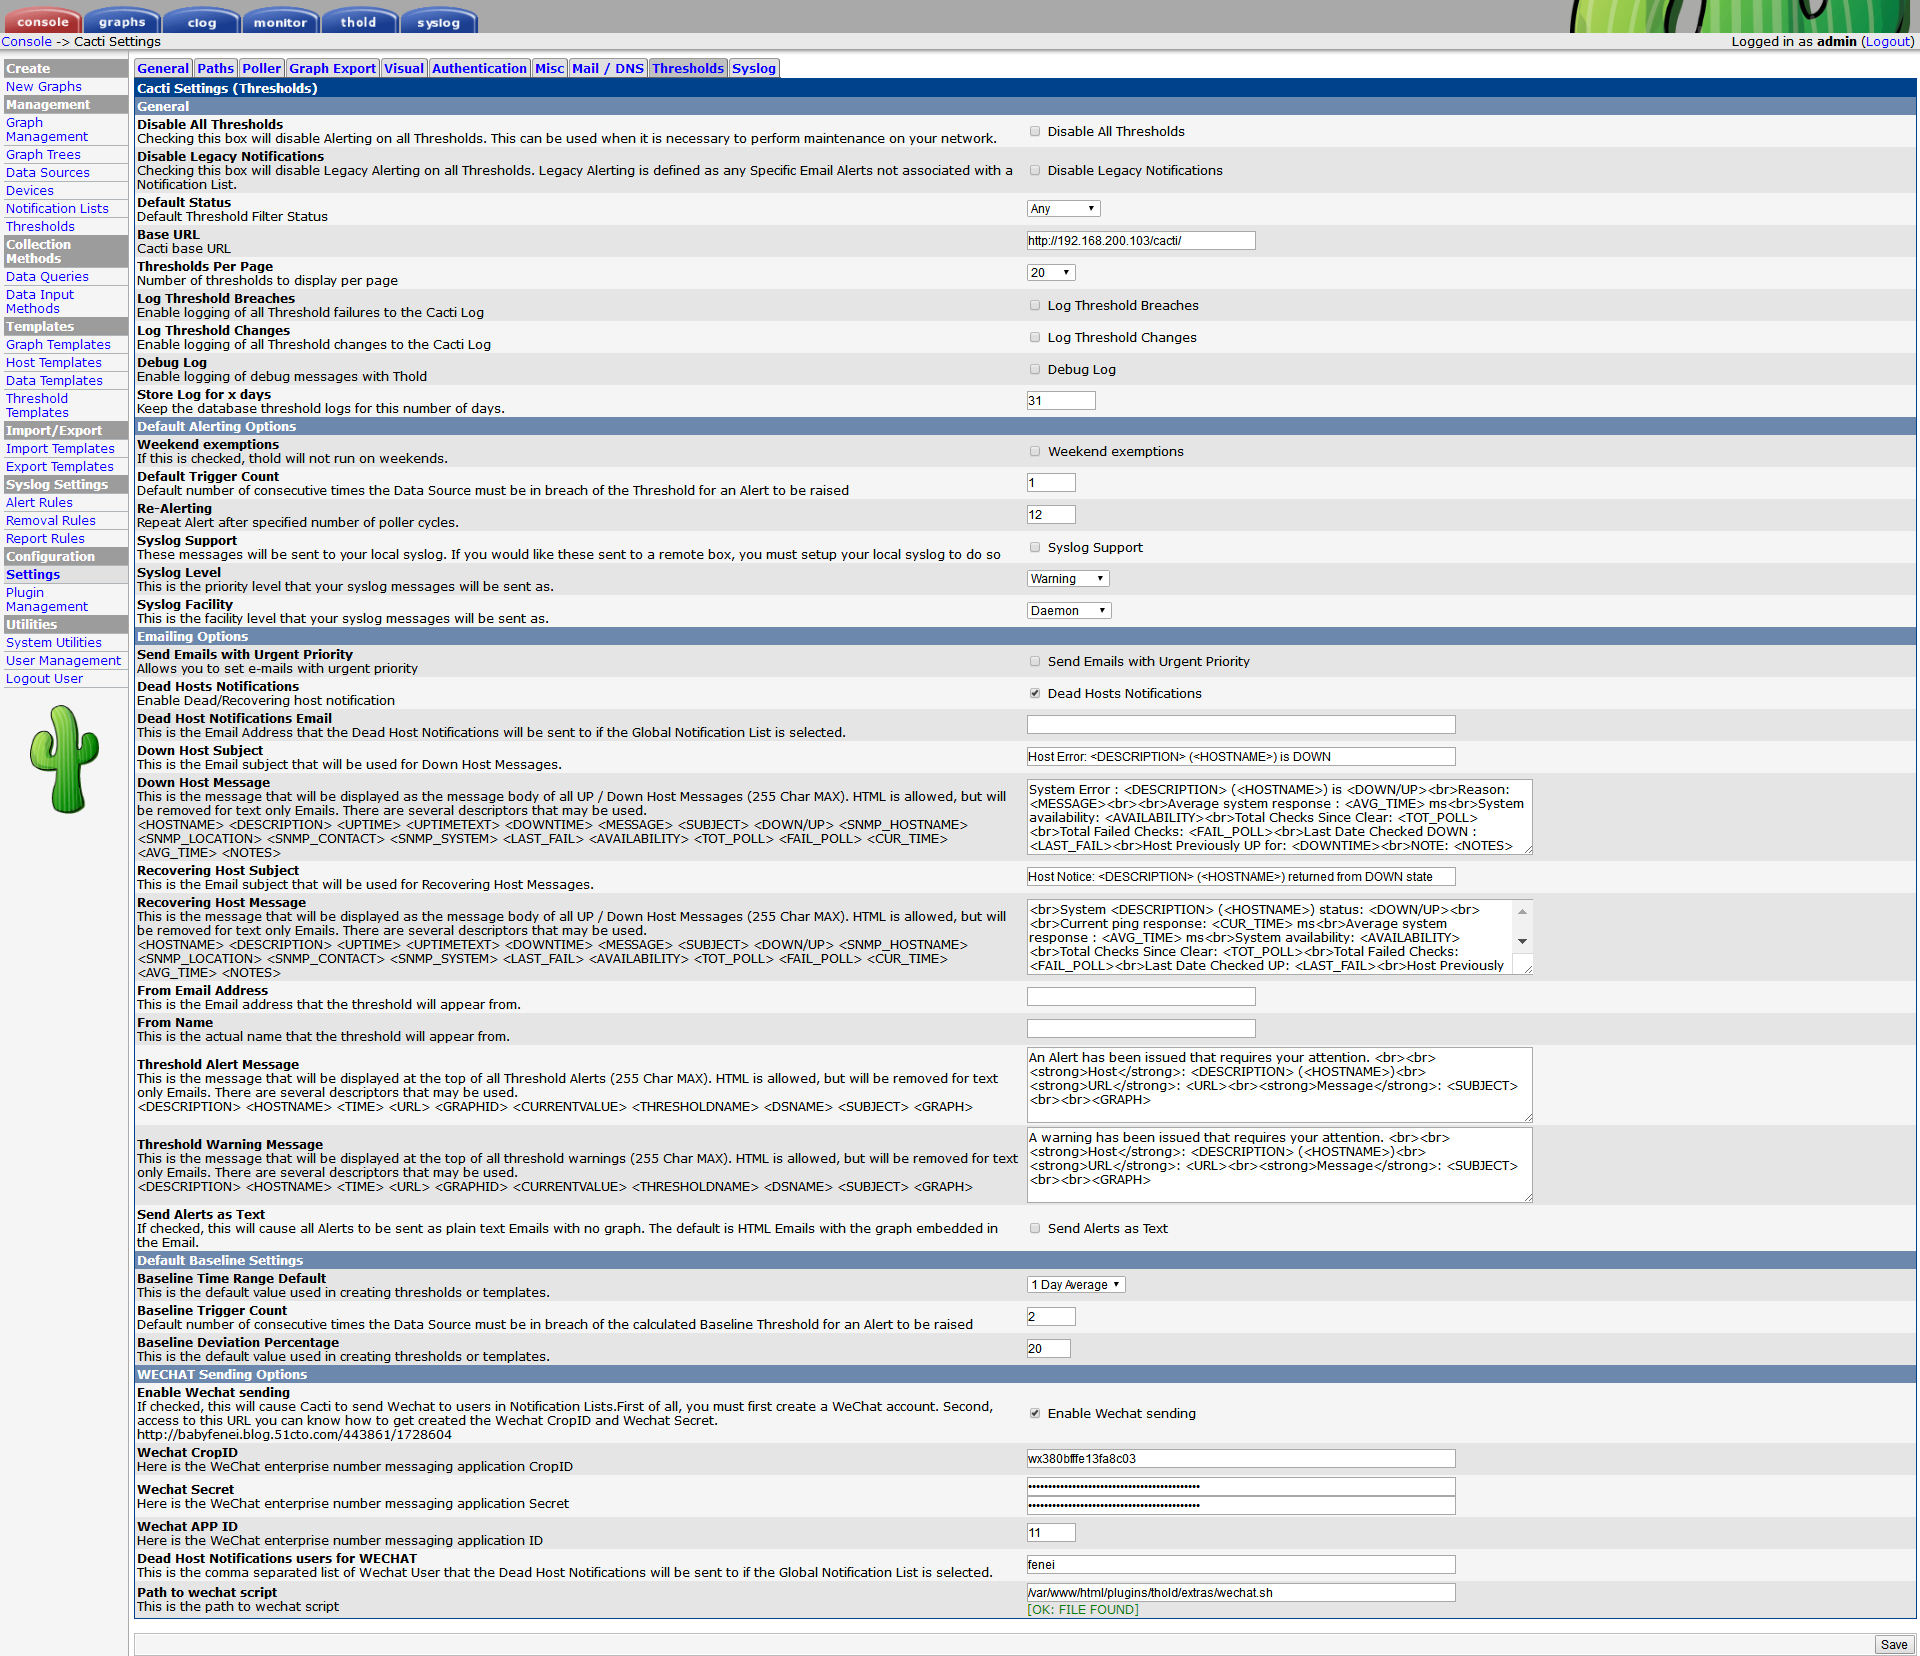 console graphs clog monitor thold syslog
Console -> Cacti Settings
Logged in as admin (Logout)
Create
New Graphs
Management
Graph
Management
Graph Trees
Data Sources
Devices
Notification Lists
Thresholds
Collection
Methods
Data Queries
Data Input
Methods
Templates
Graph Templates
Host Templates
Data Templates
Threshold
Templates
Import/Export
Import Templates
Export Templates
Syslog Settings
Alert Rules
Removal Rules
Report Rules
Configuration
Settings
Plugin
Management
Utilities
System Utilities
User Management
Logout User
General Paths Poller Graph Export Visual Authentication Misc Mail / DNS Thresholds Syslog
Cacti Settings (Thresholds)
General
Disable All Thresholds
Checking this box will disable Alerting on all Thresholds. This can be used when it is necessary to perform maintenance on your network.
Disable All Thresholds
Disable Legacy Notifications
Checking this box will disable Legacy Alerting on all Thresholds. Legacy Alerting is defined as any Specific Email Alerts not associated with a
Notification List.
Disable Legacy Notifications
Default Status
Default Threshold Filter Status
Any
Base URL
Cacti base URL
http://192.168.200.103/cacti/
Thresholds Per Page
Number of thresholds to display per page
20
Log Threshold Breaches
Enable logging of all Threshold failures to the Cacti Log
Log Threshold Breaches
Log Threshold Changes
Enable logging of all Threshold changes to the Cacti Log
Log Threshold Changes
Debug Log
Enable logging of debug messages with Thold
Debug Log
Store Log for x days
Keep the database threshold logs for this number of days.
31
Default Alerting Options
Weekend exemptions
If this is checked, thold will not run on weekends.
Weekend exemptions
Default Trigger Count
Default number of consecutive times the Data Source must be in breach of the Threshold for an Alert to be raised
1
Re-Alerting
Repeat Alert after specified number of poller cycles.
12
Syslog Support
These messages will be sent to your local syslog. If you would like these sent to a remote box, you must setup your local syslog to do so
Syslog Support
Syslog Level
This is the priority level that your syslog messages will be sent as.
Warning
Syslog Facility
This is the facility level that your syslog messages will be sent as.
Daemon
Emailing Options
Send Emails with Urgent Priority
Allows you to set e-mails with urgent priority
Send Emails with Urgent Priority
Dead Hosts Notifications
Enable Dead/Recovering host notification
Dead Hosts Notifications
Dead Host Notifications Email
This is the Email Address that the Dead Host Notifications will be sent to if the Global Notification List is selected.
Down Host Subject
This is the Email subject that will be used for Down Host Messages.
Host Error: <DESCRIPTION> (<HOSTNAME>) is DOWN
Down Host Message
This is the message that will be displayed as the message body of all UP / Down Host Messages (255 Char MAX). HTML is allowed, but will
be removed for text only Emails. There are several descriptors that may be used.
<HOSTNAME> <DESCRIPTION> <UPTIME> <UPTIMETEXT> <DOWNTIME> <MESSAGE> <SUBJECT> <DOWN/UP> <SNMP_HOSTNAME>
<SNMP_LOCATION> <SNMP_CONTACT> <SNMP_SYSTEM> <LAST_FAIL> <AVAILABILITY> <TOT_POLL> <FAIL_POLL> <CUR_TIME>
<AVG_TIME> <NOTES>
System Error : <DESCRIPTION> (<HOSTNAME>) is <DOWN/UP><br>Reason:
<MESSAGE><br><br>Average system response : <AVG_TIME> ms<br>System
availability: <AVAILABILITY><br>Total Checks Since Clear: <TOT_POLL>
<br>Total Failed Checks: <FAIL_POLL><br>Last Date Checked DOWN :
<LAST_FAIL><br>Host Previously UP for: <DOWNTIME><br>NOTE: <NOTES>
Recovering Host Subject
This is the Email subject that will be used for Recovering Host Messages.
Host Notice: <DESCRIPTION> (<HOSTNAME>) returned from DOWN state
Recovering Host Message
This is the message that will be displayed as the message body of all UP / Down Host Messages (255 Char MAX). HTML is allowed, but will
be removed for text only Emails. There are several descriptors that may be used.
<HOSTNAME> <DESCRIPTION> <UPTIME> <UPTIMETEXT> <DOWNTIME> <MESSAGE> <SUBJECT> <DOWN/UP> <SNMP_HOSTNAME>
<SNMP_LOCATION> <SNMP_CONTACT> <SNMP_SYSTEM> <LAST_FAIL> <AVAILABILITY> <TOT_POLL> <FAIL_POLL> <CUR_TIME>
<AVG_TIME> <NOTES>
<br>System <DESCRIPTION> (<HOSTNAME>) status: <DOWN/UP><br>
<br>Current ping response: <CUR_TIME> ms<br>Average system
response : <AVG_TIME> ms<br>System availability: <AVAILABILITY>
<br>Total Checks Since Clear: <TOT_POLL><br>Total Failed Checks:
<FAIL_POLL><br>Last Date Checked UP: <LAST_FAIL><br>Host Previously
From Email Address
This is the Email address that the threshold will appear from.
From Name
This is the actual name that the threshold will appear from.
Threshold Alert Message
This is the message that will be displayed at the top of all Threshold Alerts (255 Char MAX). HTML is allowed, but will be removed for text
only Emails. There are several descriptors that may be used.
<DESCRIPTION> <HOSTNAME> <TIME> <URL> <GRAPHID> <CURRENTVALUE> <THRESHOLDNAME> <DSNAME> <SUBJECT> <GRAPH>
An Alert has been issued that requires your attention. <br><br>
<strong>Host</strong>: <DESCRIPTION> (<HOSTNAME>)<br>
<strong>URL</strong>: <URL><br><strong>Message</strong>: <SUBJECT>
<br><br><GRAPH>
Threshold Warning Message
This is the message that will be displayed at the top of all threshold warnings (255 Char MAX). HTML is allowed, but will be removed for text
only Emails. There are several descriptors that may be used.
<DESCRIPTION> <HOSTNAME> <TIME> <URL> <GRAPHID> <CURRENTVALUE> <THRESHOLDNAME> <DSNAME> <SUBJECT> <GRAPH>
A warning has been issued that requires your attention. <br><br>
<strong>Host</strong>: <DESCRIPTION> (<HOSTNAME>)<br>
<strong>URL</strong>: <URL><br><strong>Message</strong>: <SUBJECT>
<br><br><GRAPH>
Send Alerts as Text
If checked, this will cause all Alerts to be sent as plain text Emails with no graph. The default is HTML Emails with the graph embedded in
the Email.
Send Alerts as Text
Default Baseline Settings
Baseline Time Range Default
This is the default value used in creating thresholds or templates.
1 Day Average
Baseline Trigger Count
Default number of consecutive times the Data Source must be in breach of the calculated Baseline Threshold for an Alert to be raised
2
Baseline Deviation Percentage
This is the default value used in creating thresholds or templates.
20
WECHAT Sending Options
Enable Wechat sending
If checked, this will cause Cacti to send Wechat to users in Notification Lists.First of all, you must first create a WeChat account. Second,
access to this URL you can know how to get created the Wechat CropID and Wechat Secret.
http://babyfenei.blog.51cto.com/443861/1728604
Enable Wechat sending
Wechat CropID
Here is the WeChat enterprise number messaging application CropID
wx380bfffe13fa8c03
Wechat Secret
Here is the WeChat enterprise number messaging application Secret
Wechat APP ID
Here is the WeChat enterprise number messaging application ID
11
Dead Host Notifications users for WECHAT
This is the comma separated list of Wechat User that the Dead Host Notifications will be sent to if the Global Notification List is selected.
fenei
Path to wechat script
This is the path to wechat script
/var/www/html/plugins/thold/extras/wechat.sh
[OK: FILE FOUND]
Save